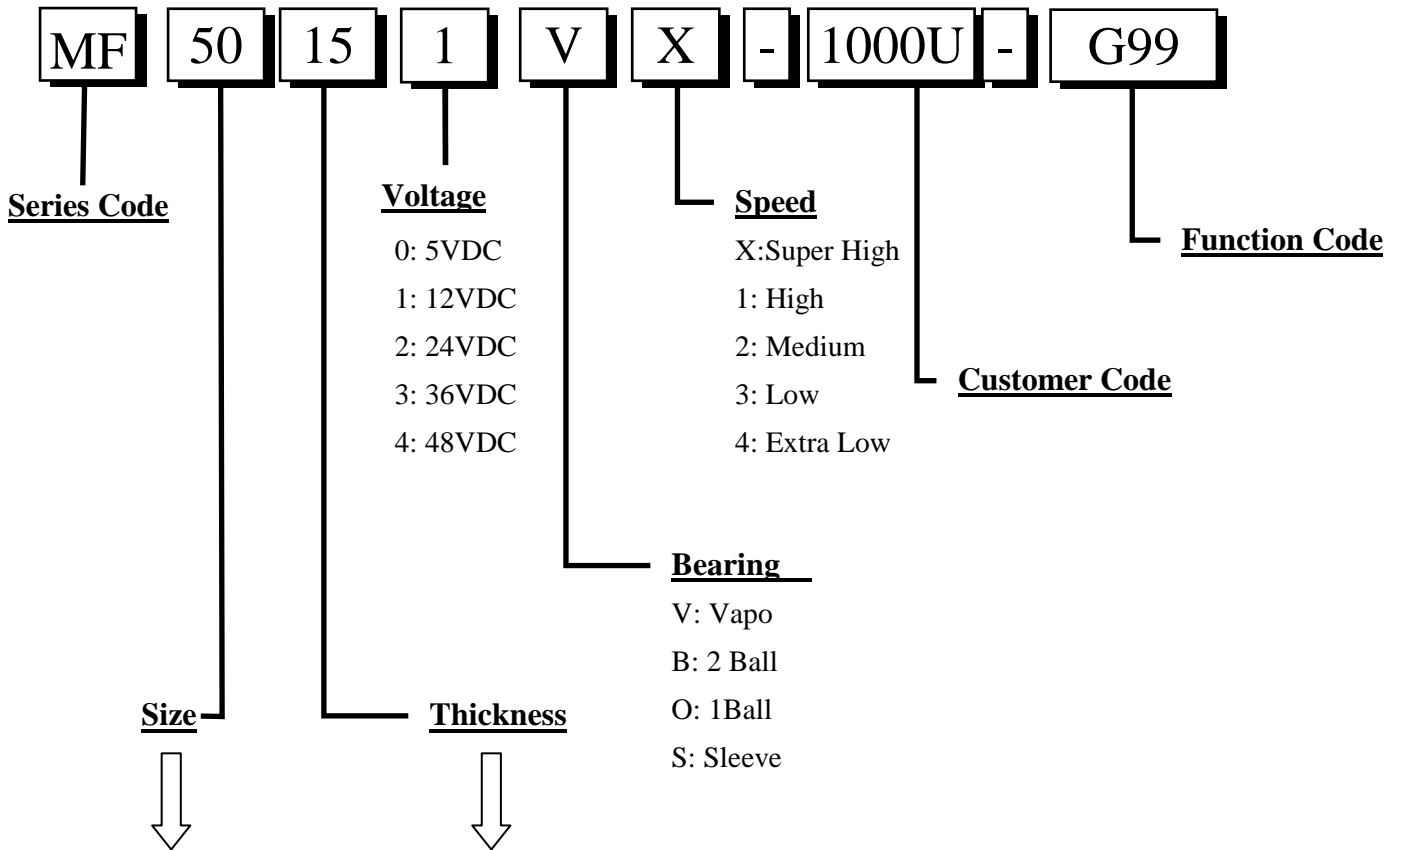 MF 50 15 1 V X - 1000U - G99
Series Code
Voltage
0: 5VDC
1: 12VDC
2: 24VDC
3: 36VDC
4: 48VDC
Speed
X:Super High
1: High
2: Medium
3: Low
4: Extra Low
Function Code
Customer Code
Bearing
V: Vapo
B: 2 Ball
O: 1Ball
S: Sleeve
Size
Thickness